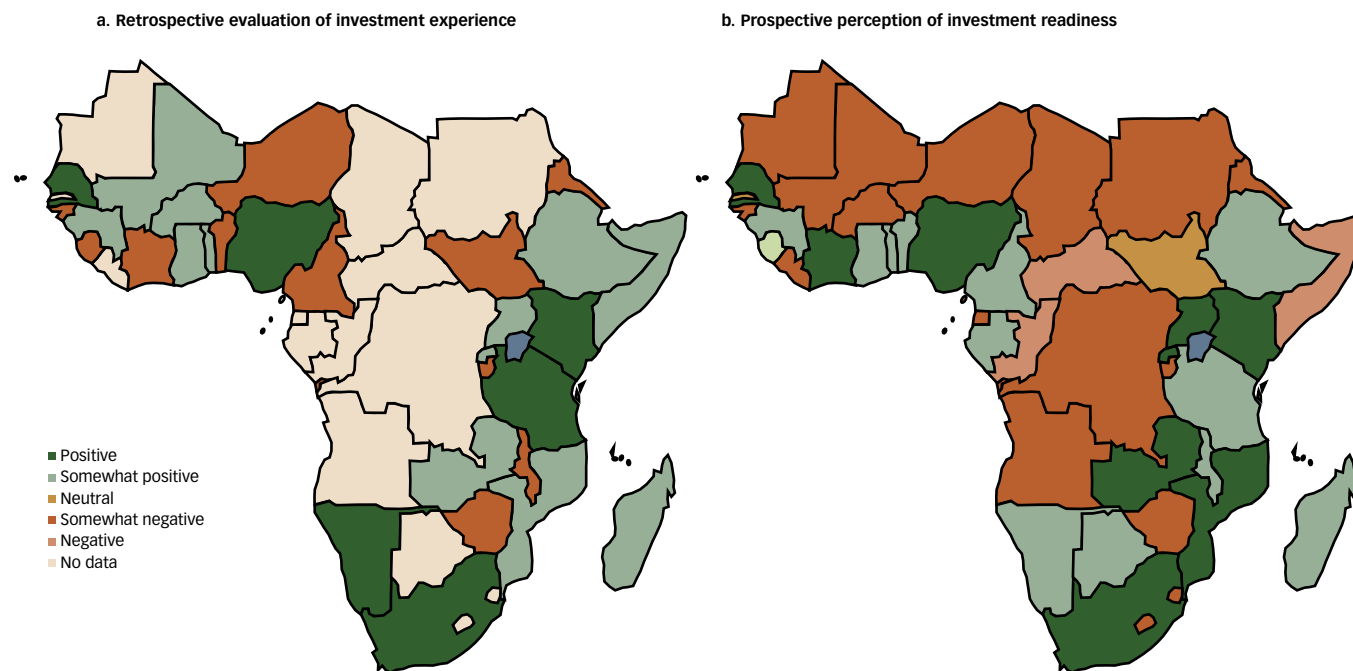 a. Retrospective evaluation of investment experience
b. Prospective perception of investment readiness
Positive
Somewhat positive
Neutral
Somewhat negative
Negative
No data